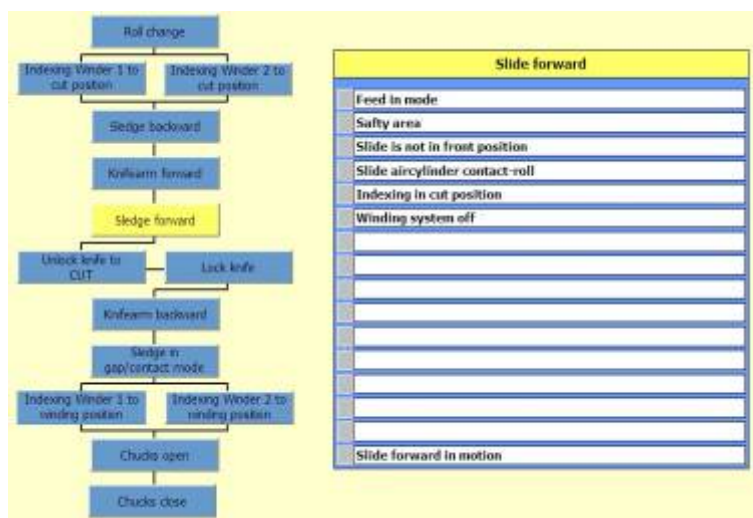 Roll change
Indexing Winder 1 to
cut position
Indexing Winder 2 to
cut position
Sledge backward
Knifearm forward
Sledge forward
Unlock knife to
CUT
Lock knife
Knifearm backward
Sledge in
gap/contact mode
Indexing Winder 1 to
winding position
Indexing Winder 2 to
winding position
Chucks open
Chucks close
Slide forward
Feed in mode
Safty area
Slide is not in front position
Slide aircylinder contact-roll
Indexing in cut position
Winding system off
Slide forward in motion